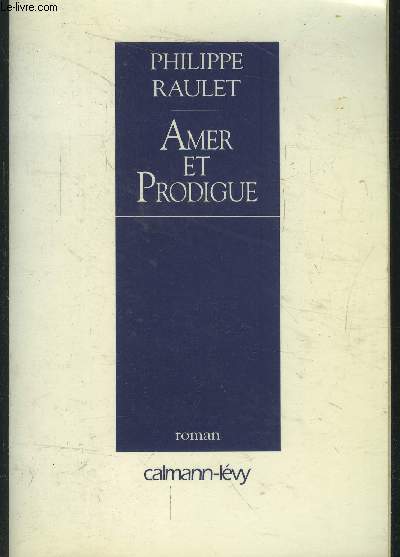 Le-livre.com
PHILIPPE
RAULET
AMER
ET
PRODIGUE
roman
calmann-lévy